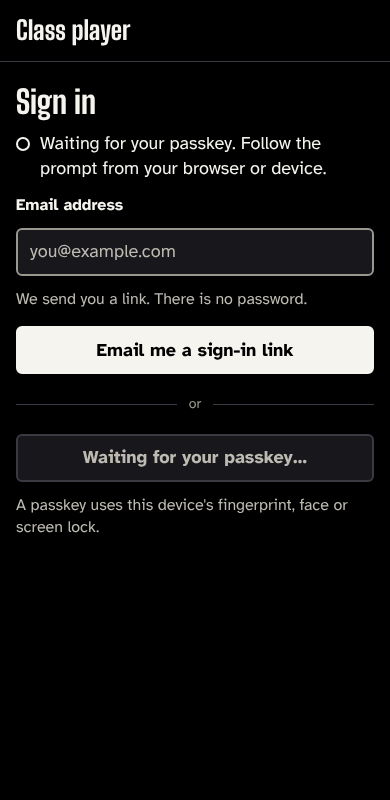 Class player
Sign in
Waiting for your passkey. Follow the
prompt from your browser or device.
Email address
you@example.com
We send you a link. There is no password.
Email me a sign-in link
or
Waiting for your passkey...
A passkey uses this device's fingerprint, face or
screen lock.